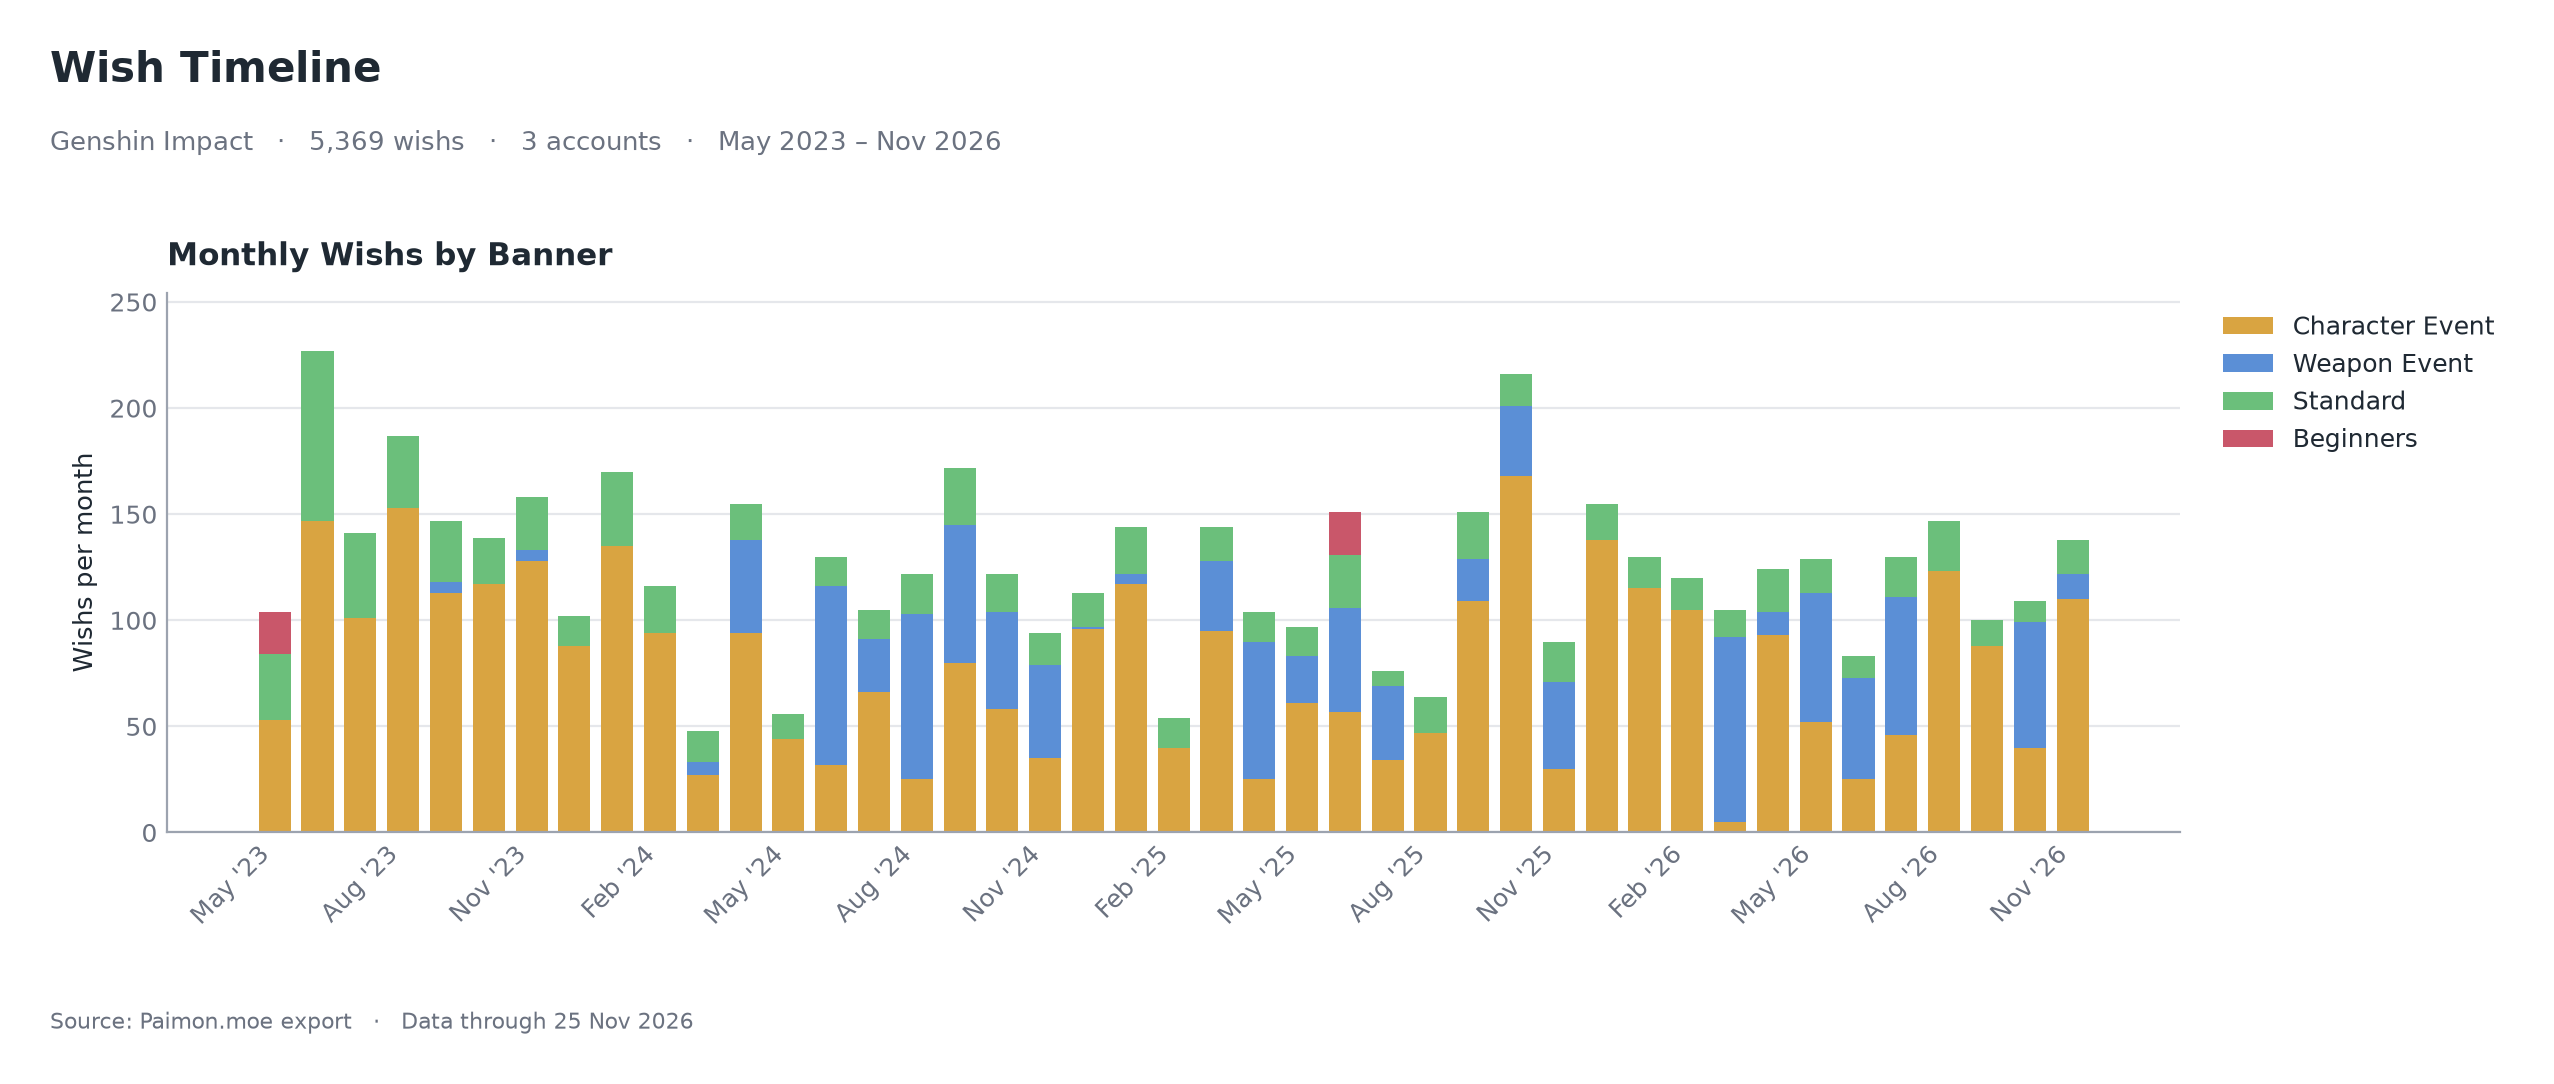 Wish Timeline
Genshin Impact · 5,369 wishs · 3 accounts · May 2023 – Nov 2026
Monthly Wishs by Banner
Wishs per month
250
200
150
100
50
0
May '23
Aug '23
Nov '23
Feb '24
May '24
Aug '24
Nov '24
Feb '25
May '25
Aug '25
Nov '25
Feb '26
May '26
Aug '26
Nov '26
Character Event
Weapon Event
Standard
Beginners
Source: Paimon.moe export · Data through 25 Nov 2026